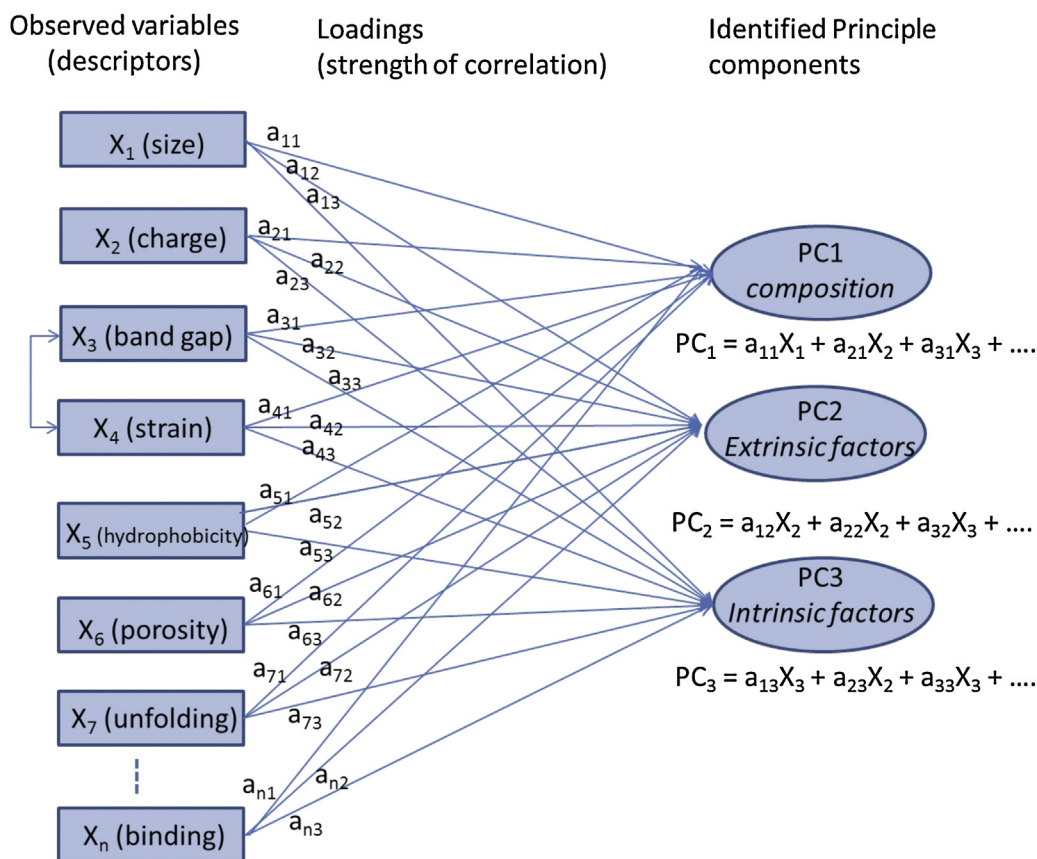 Observed variables
(descriptors)
Loadings
(strength of correlation)
Identified Principle
components
X₁ (size)
a₁₁
a₁₂
a₁₃
X₂ (charge)
a₂₁
a₂₂
a₂₃
X₃ (band gap)
a₃₁
a₃₂
a₃₃
X₄ (strain)
a₄₁
a₄₂
a₄₃
X₅ (hydrophobicity)
a₅₁
a₅₂
a₅₃
X₆ (porosity)
a₆₁
a₆₂
a₆₃
X₇ (unfolding)
a₇₁
a₇₂
a₇₃
Xₙ (binding)
aₙ₁
aₙ₂
aₙ₃
PC1
composition
PC₁ = a₁₁X₁ + a₂₁X₂ + a₃₁X₃ + ....
PC2
Extrinsic factors
PC₂ = a₁₂X₂ + a₂₂X₂ + a₃₂X₃ + ....
PC3
Intrinsic factors
PC₃ = a₁₃X₃ + a₂₃X₂ + a₃₃X₃ + ....